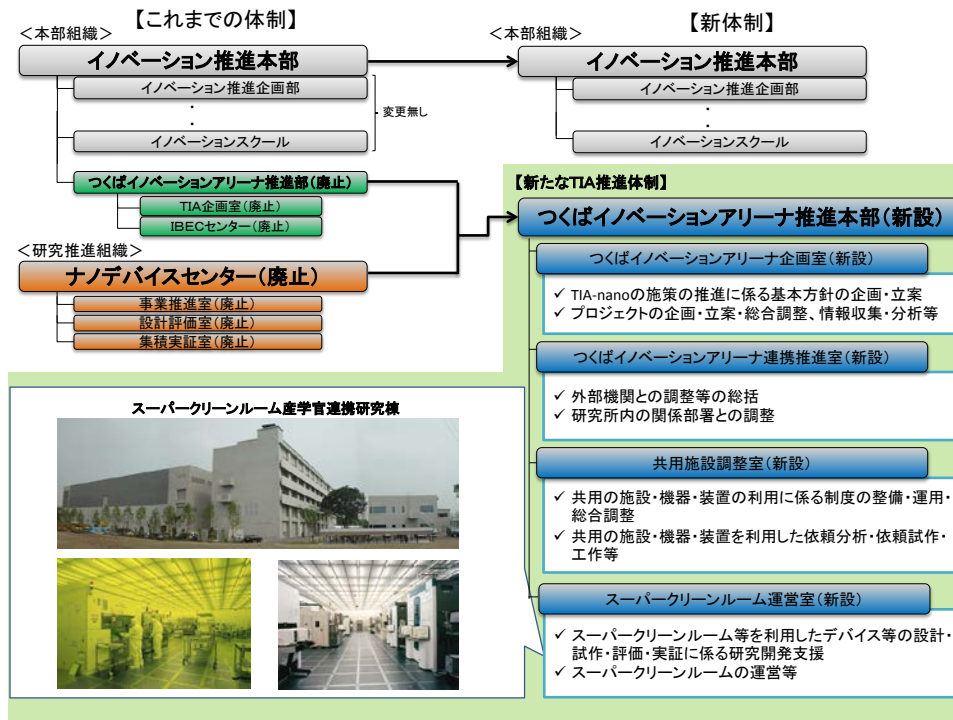 【これまでの体制】
＜本部組織＞
イノベーション推進本部
イノベーション推進企画部
・
・
イノベーションスクール
変更無し
つくばイノベーションアリーナ推進部(廃止)
TIA企画室(廃止)
IBECセンター(廃止)
＜研究推進組織＞
ナノデバイスセンター(廃止)
事業推進室(廃止)
設計評価室(廃止)
集積実証室(廃止)
【新体制】
＜本部組織＞
イノベーション推進本部
イノベーション推進企画部
・
・
イノベーションスクール
【新たなTIA推進体制】
つくばイノベーションアリーナ推進本部(新設)
つくばイノベーションアリーナ企画室(新設)
✓ TIA-nanoの施策の推進に係る基本方針の企画・立案
✓ プロジェクトの企画・立案・総合調整、情報収集・分析等
つくばイノベーションアリーナ連携推進室(新設)
✓ 外部機関との調整等の総括
✓ 研究所内の関係部署との調整
共用施設調整室(新設)
✓ 共用の施設・機器・装置の利用に係る制度の整備・運用・
総合調整
✓ 共用の施設・機器・装置を利用した依頼分析・依頼試作・
工作等
スーパークリーンルーム運営室(新設)
✓ スーパークリーンルーム等を利用したデバイス等の設計・
試作・評価・実証に係る研究開発支援
✓ スーパークリーンルームの運営等
スーパークリーンルーム産学官連携研究棟